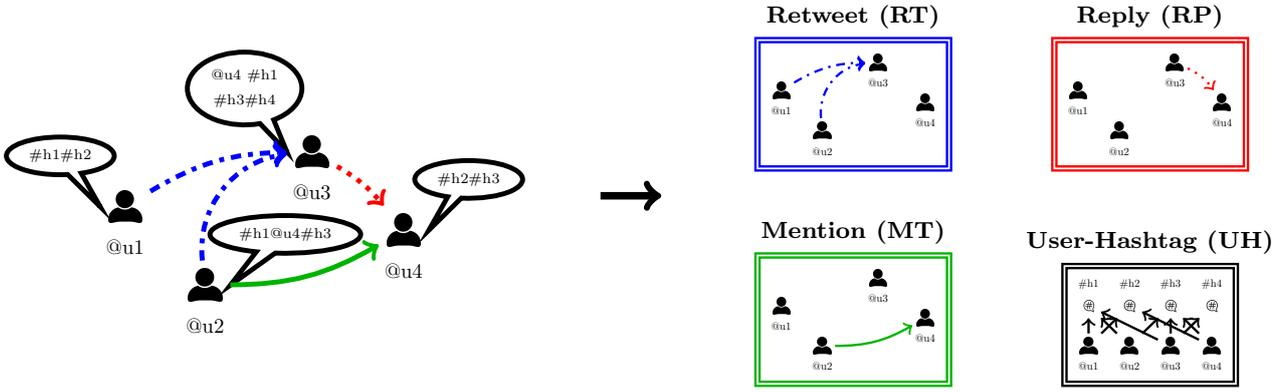 @u4 #h1
#h3#h4
#h1#h2
@u3
#h2#h3
@u1
#h1@u4#h3
@u4
@u2
Retweet (RT)
@u3
@u1
@u4
@u2
Reply (RP)
@u3
@u1
@u4
@u2
Mention (MT)
@u3
@u1
@u4
@u2
User-Hashtag (UH)
#h1 #h2 #h3 #h4
# # # #
@u1 @u2 @u3 @u4